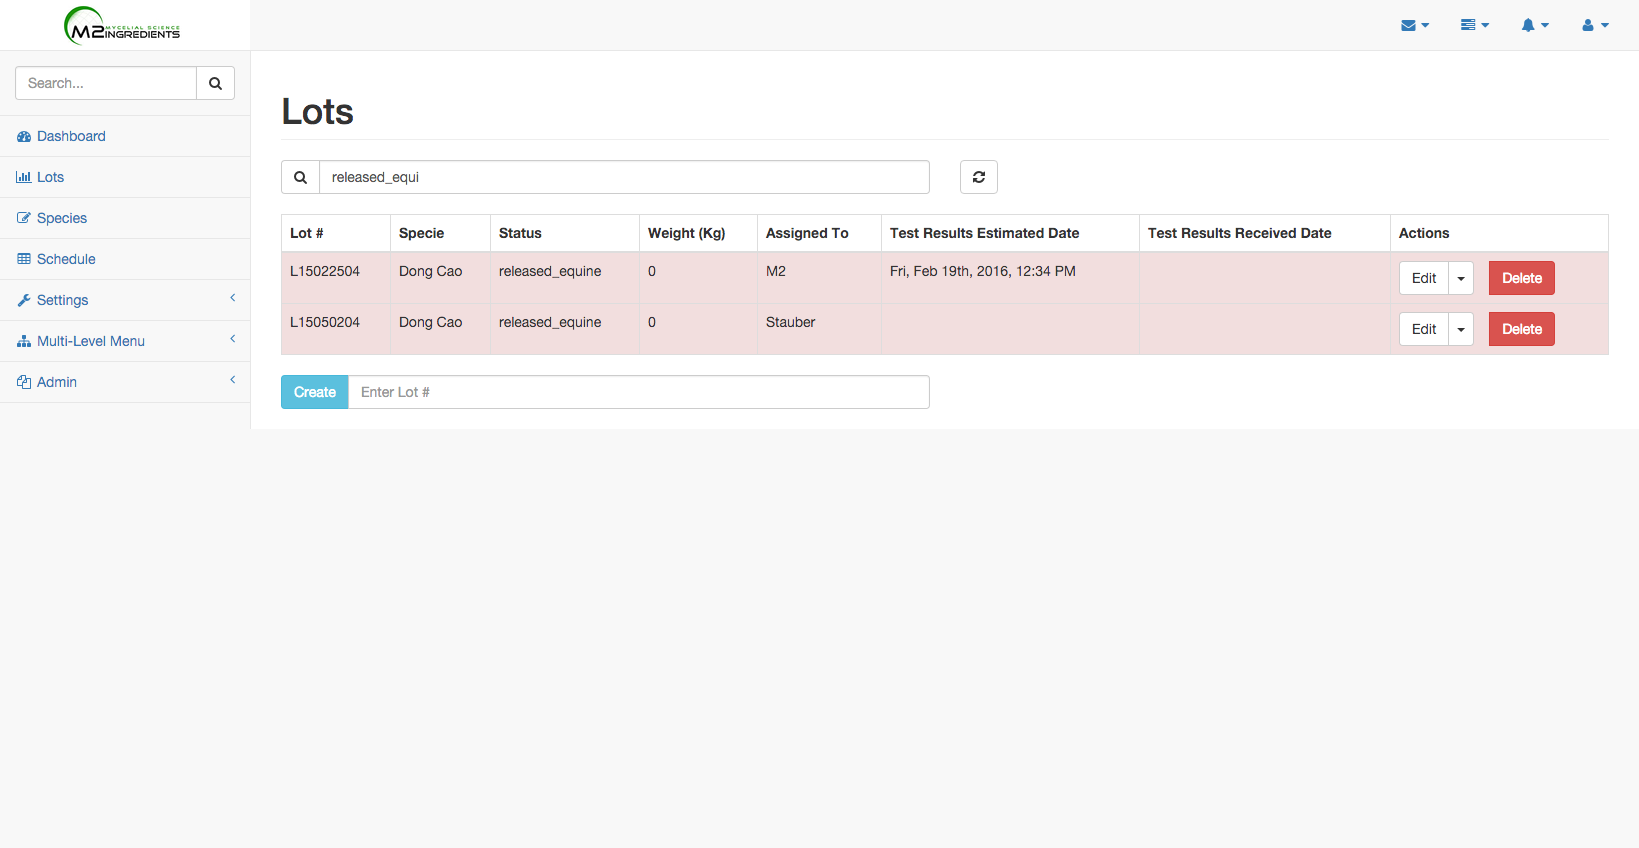 MYCELIAL SCIENCE
M2INGREDIENTS
Search...
Dashboard
Lots
Species
Schedule
Settings
Multi-Level Menu
Admin
Lots
released_equi
Lot # Specie Status Weight (Kg) Assigned To Test Results Estimated Date Test Results Received Date Actions
L15022504 Dong Cao released_equine 0 M2 Fri, Feb 19th, 2016, 12:34 PM Edit Delete
L15050204 Dong Cao released_equine 0 Stauber Edit Delete
Create Enter Lot #